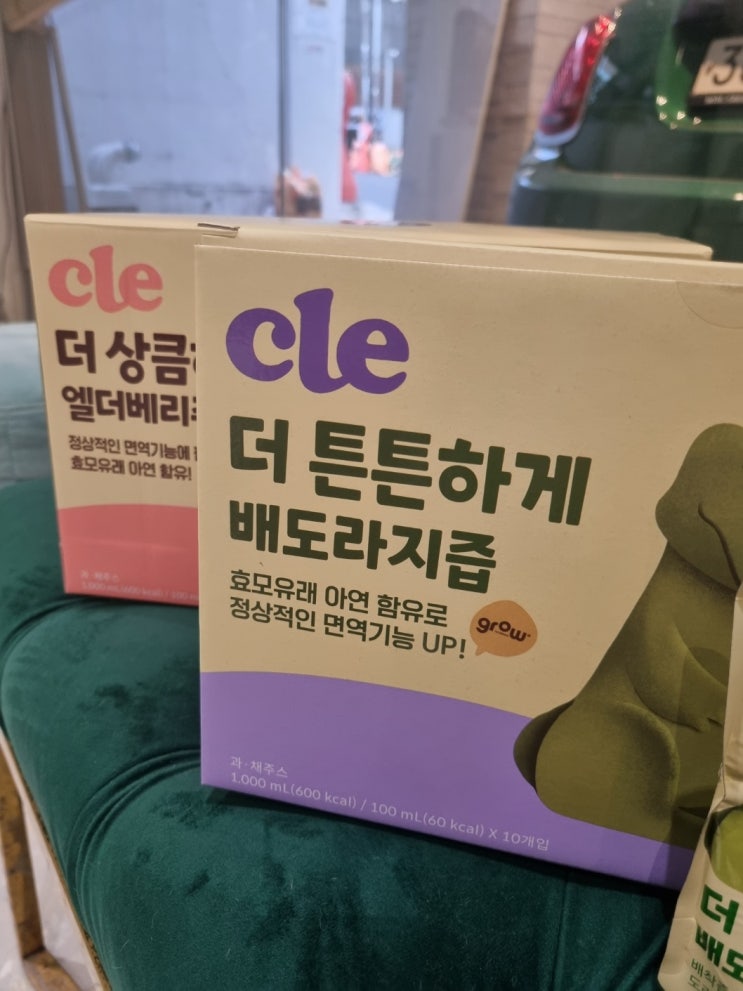 cle
더 상큼
엘더베리
정상적인 면역기능에
효모유래 아연 함유!
과·채주스
1,000 mL(600 kcal) / 100
cle
더 튼튼하게
배도라지즙
효모유래 아연 함유로
정상적인 면역기능 UP!
grow
과·채주스
1,000 mL(600 kcal) / 100 mL(60 kcal) X 10개입
더
배도